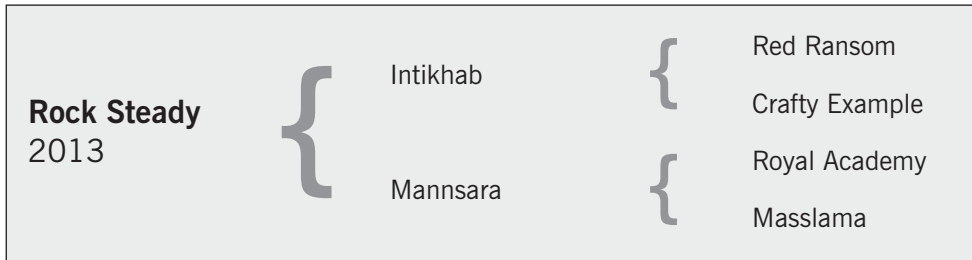 Rock Steady
2013
Intikhab
Mannsara
Red Ransom
Crafty Example
Royal Academy
Masslama